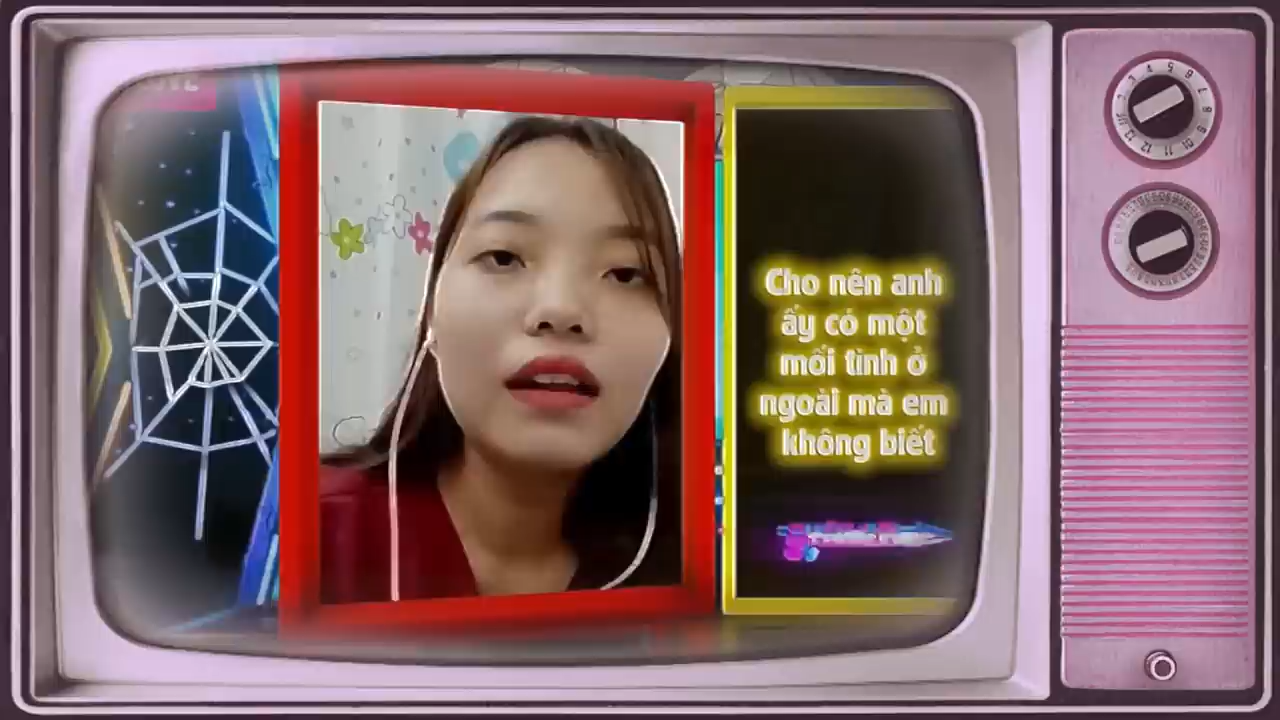 Cho nên anh
ấy có một
mối tình ở
ngoài mà em
không biết